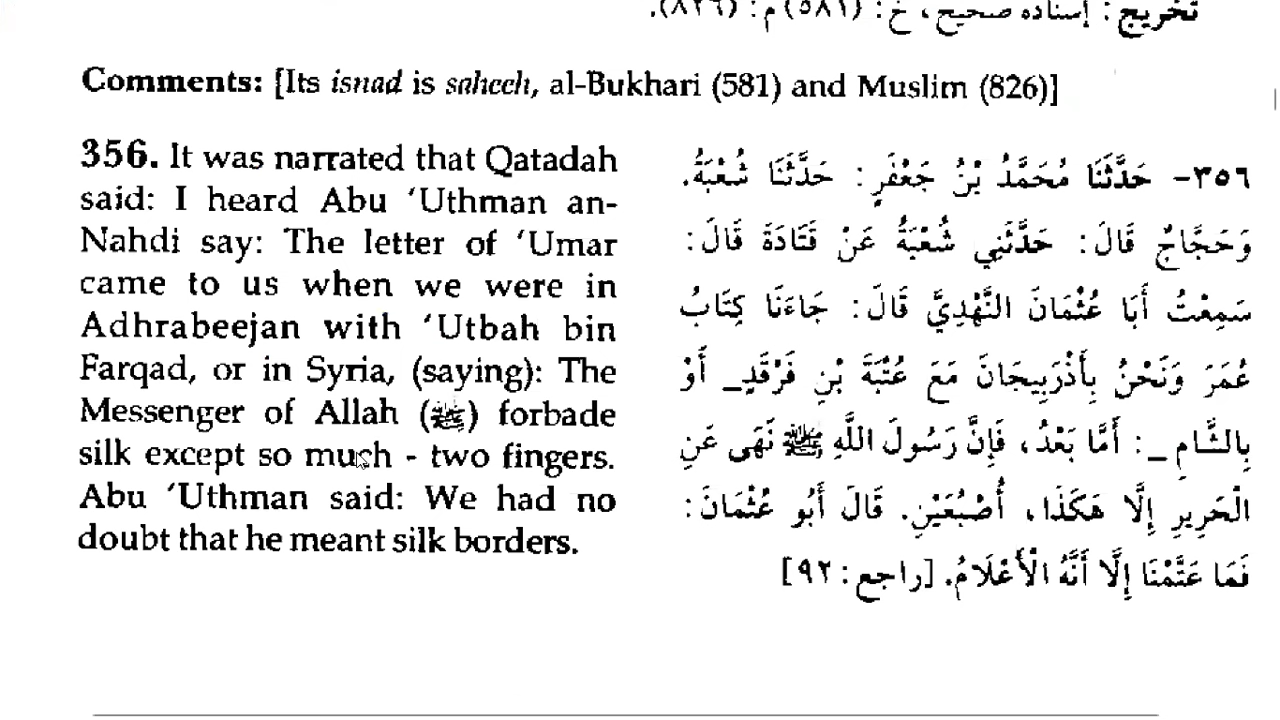 تخريج: إسناده صحيح، خ: (٥٨١) م: (٨٢٦).
Comments: [Its isnad is saheeh, al-Bukhari (581) and Muslim (826)]
356. It was narrated that Qatadah
said: I heard Abu ‘Uthman an-
Nahdi say: The letter of ‘Umar
came to us when we were in
Adhrabeejan with ‘Utbah bin
Farqad, or in Syria, (saying): The
Messenger of Allah (ﷺ) forbade
silk except so much - two fingers.
Abu ‘Uthman said: We had no
doubt that he meant silk borders.
٣٥٦- حَدَّثَنَا مُحَمَّدُ بْنُ جَعْفَرٍ: حَدَّثَنَا شُعْبَةُ.
وَحَجَّاجٌ قَالَ: حَدَّثَنِي شُعْبَةُ عَنْ قَتَادَةَ قَالَ:
سَمِعْتُ أَبَا عُثْمَانَ النَّهْدِيَّ قَالَ: جَاءَنَا كِتَابُ
عُمَرَ وَنَحْنُ بِأَذْرَبِيجَانَ مَعَ عُتْبَةَ بْنِ فَرْقَدٍ_ أَوْ
بِالشَّامِ_: أَمَّا بَعْدُ، فَإِنَّ رَسُولَ اللَّهِ ﷺ نَهَى عَنِ
الْحَرِيرِ إِلَّا هَكَذَا، أُصْبُعَيْنِ. قَالَ أَبُو عُثْمَانَ:
فَمَا عَتَّمْنَا إِلَّا أَنَّهُ الْأَعْلَامُ. [راجع: ٩٢]